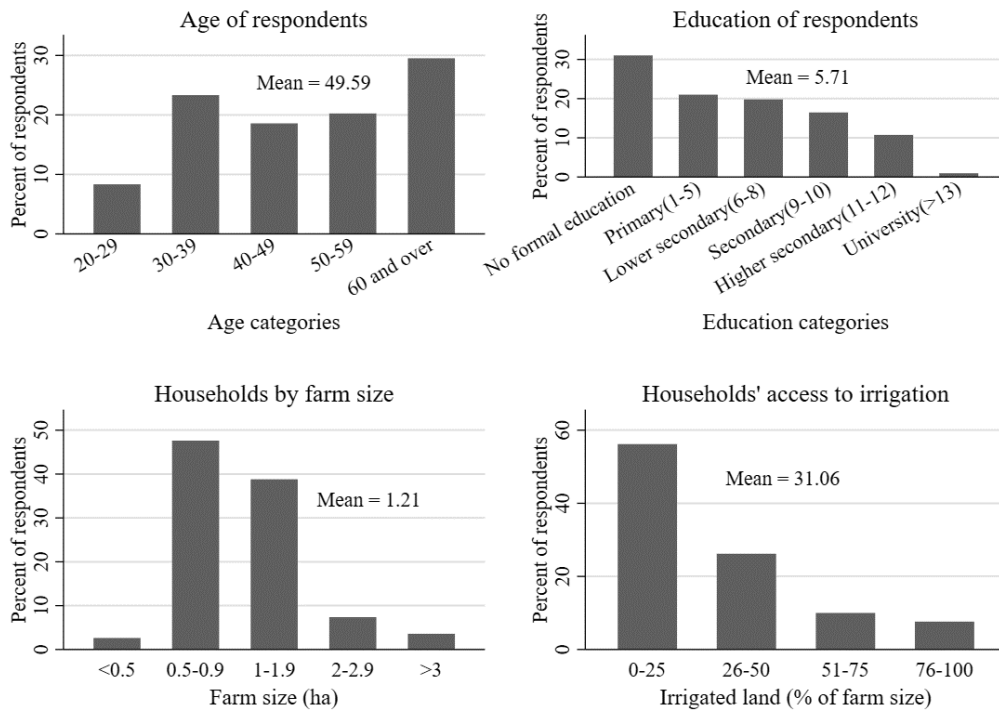 Age of respondents
Percent of respondents
30
20
10
0
Mean = 49.59
20-29
30-39
40-49
50-59
60 and over
Age categories
Education of respondents
Percent of respondents
30
20
10
0
Mean = 5.71
No formal education
Primary(1-5)
Lower secondary(6-8)
Secondary(9-10)
Higher secondary(11-12)
University(>13)
Education categories
Households by farm size
Percent of respondents
50
40
30
20
10
0
Mean = 1.21
<0.5
0.5-0.9
1-1.9
2-2.9
>3
Farm size (ha)
Households' access to irrigation
Percent of respondents
60
40
20
0
Mean = 31.06
0-25
26-50
51-75
76-100
Irrigated land (% of farm size)